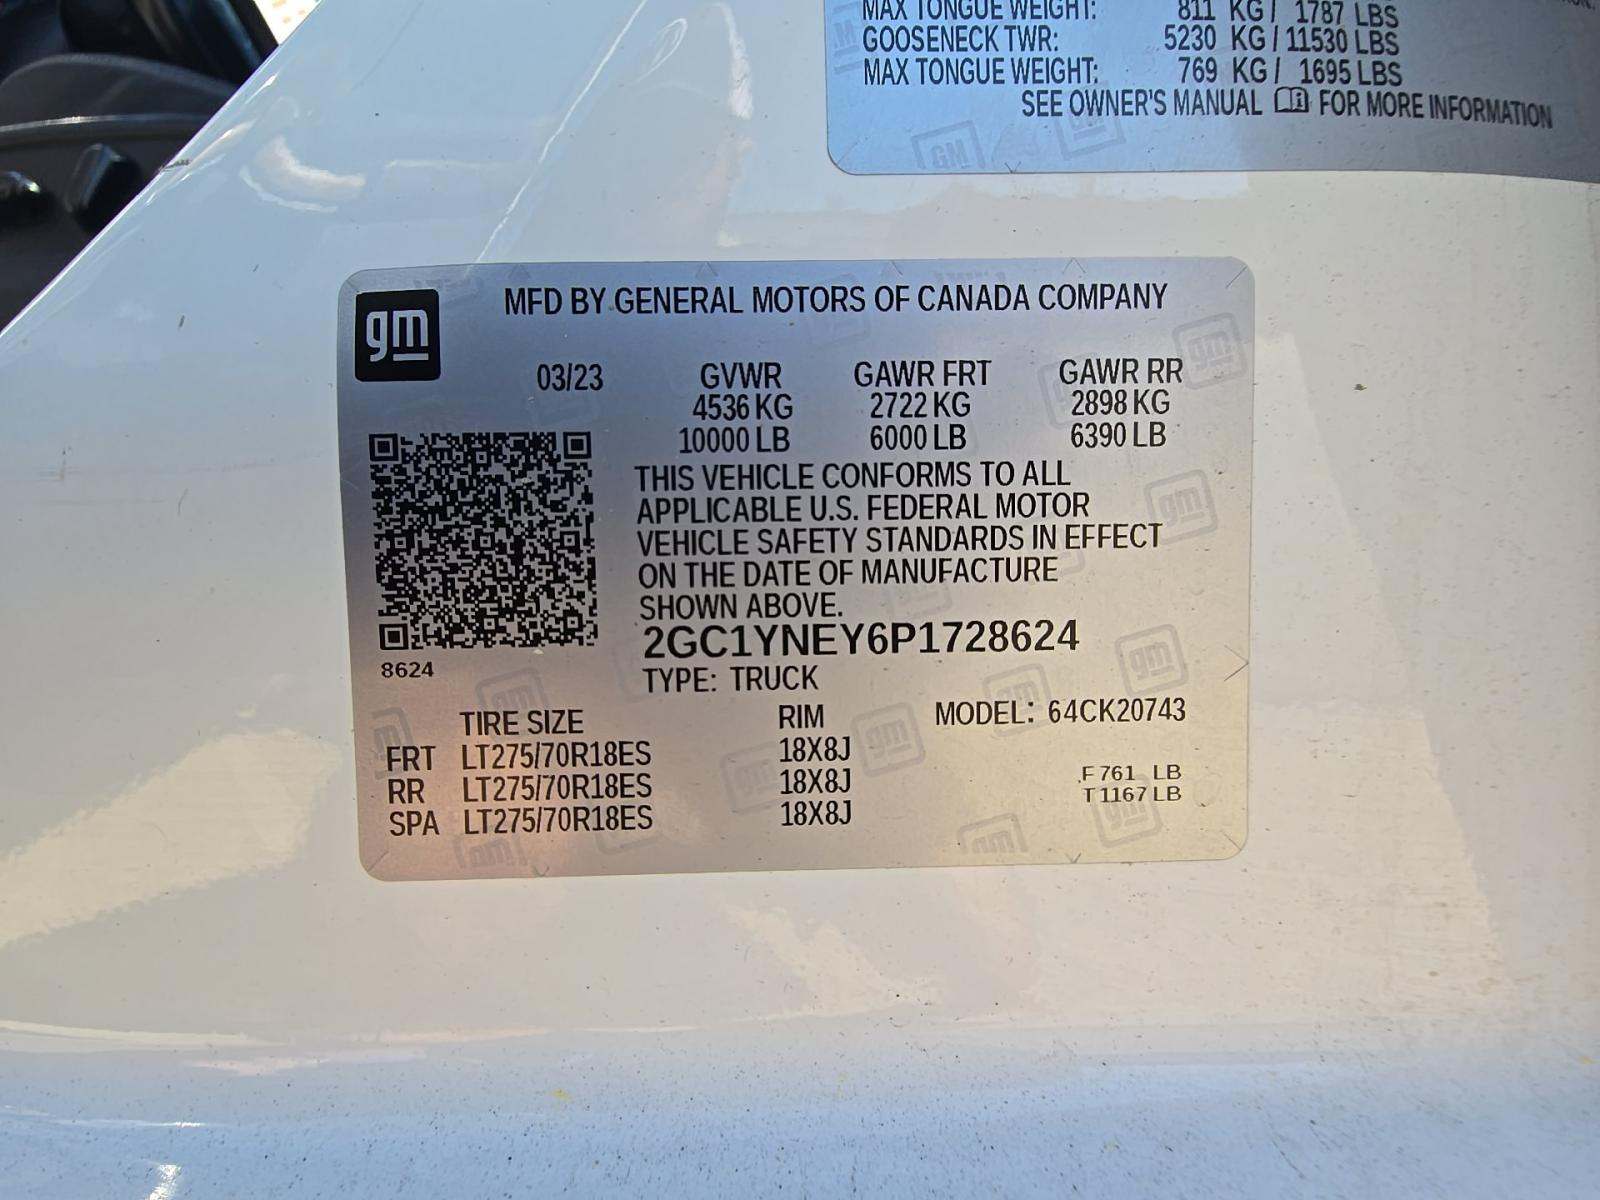 MAX TONGUE WEIGHT: 811 KG / 1787 LBS
GOOSENECK TWR: 5230 KG / 11530 LBS
MAX TONGUE WEIGHT: 769 KG / 1695 LBS
SEE OWNER'S MANUAL FOR MORE INFORMATION
gm
MFD BY GENERAL MOTORS OF CANADA COMPANY
03/23 GVWR GAWR FRT GAWR RR
4536 KG 2722 KG 2898 KG
10000 LB 6000 LB 6390 LB
THIS VEHICLE CONFORMS TO ALL
APPLICABLE U.S. FEDERAL MOTOR
VEHICLE SAFETY STANDARDS IN EFFECT
ON THE DATE OF MANUFACTURE
SHOWN ABOVE.
2GC1YNEY6P1728624
8624
TYPE: TRUCK
TIRE SIZE RIM MODEL: 64CK20743
FRT LT275/70R18ES 18X8J
RR LT275/70R18ES 18X8J
SPA LT275/70R18ES 18X8J
F 761 LB
T 1167 LB